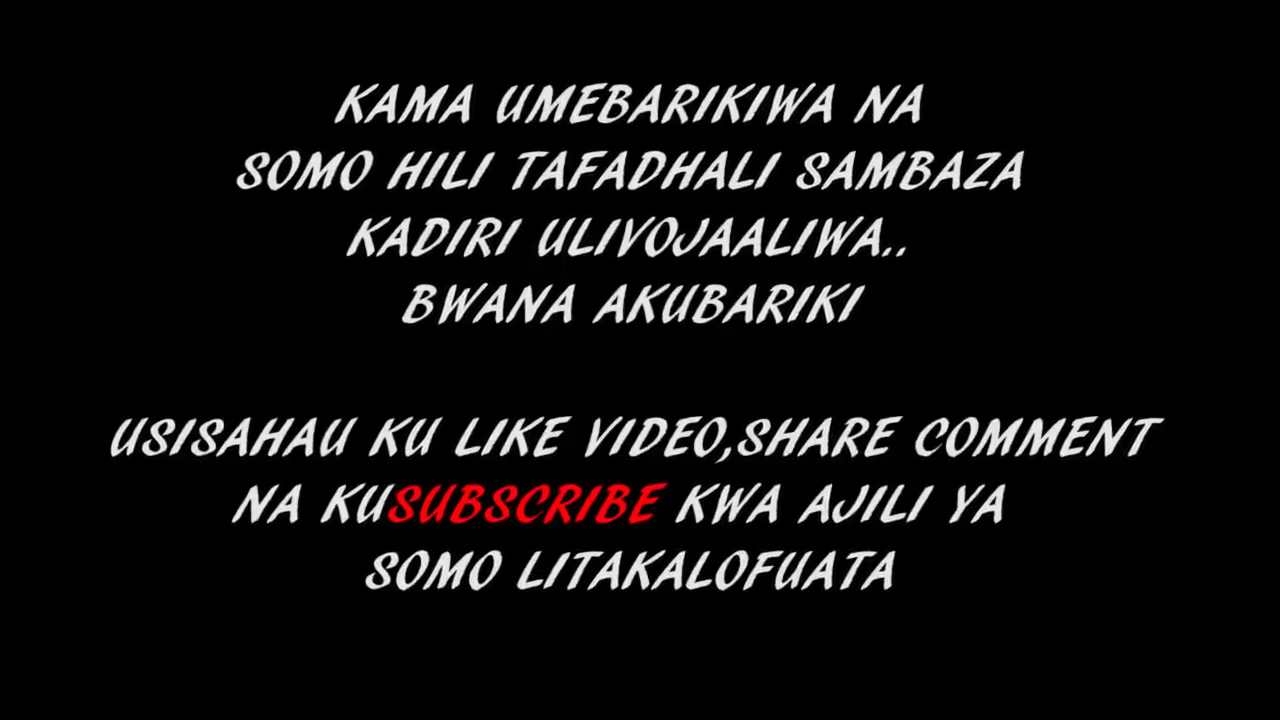 KAMA UMEBARIKIWA NA
SOMO HILI TAFADHALI SAMBAZA
KADIRI ULIVOJAALIWA..
BWANA AKUBARIKI
USISAHAU KU LIKE VIDEO,SHARE COMMENT
NA KUSUBSCRIBE KWA AJILI YA
SOMO LITAKALOFUATA